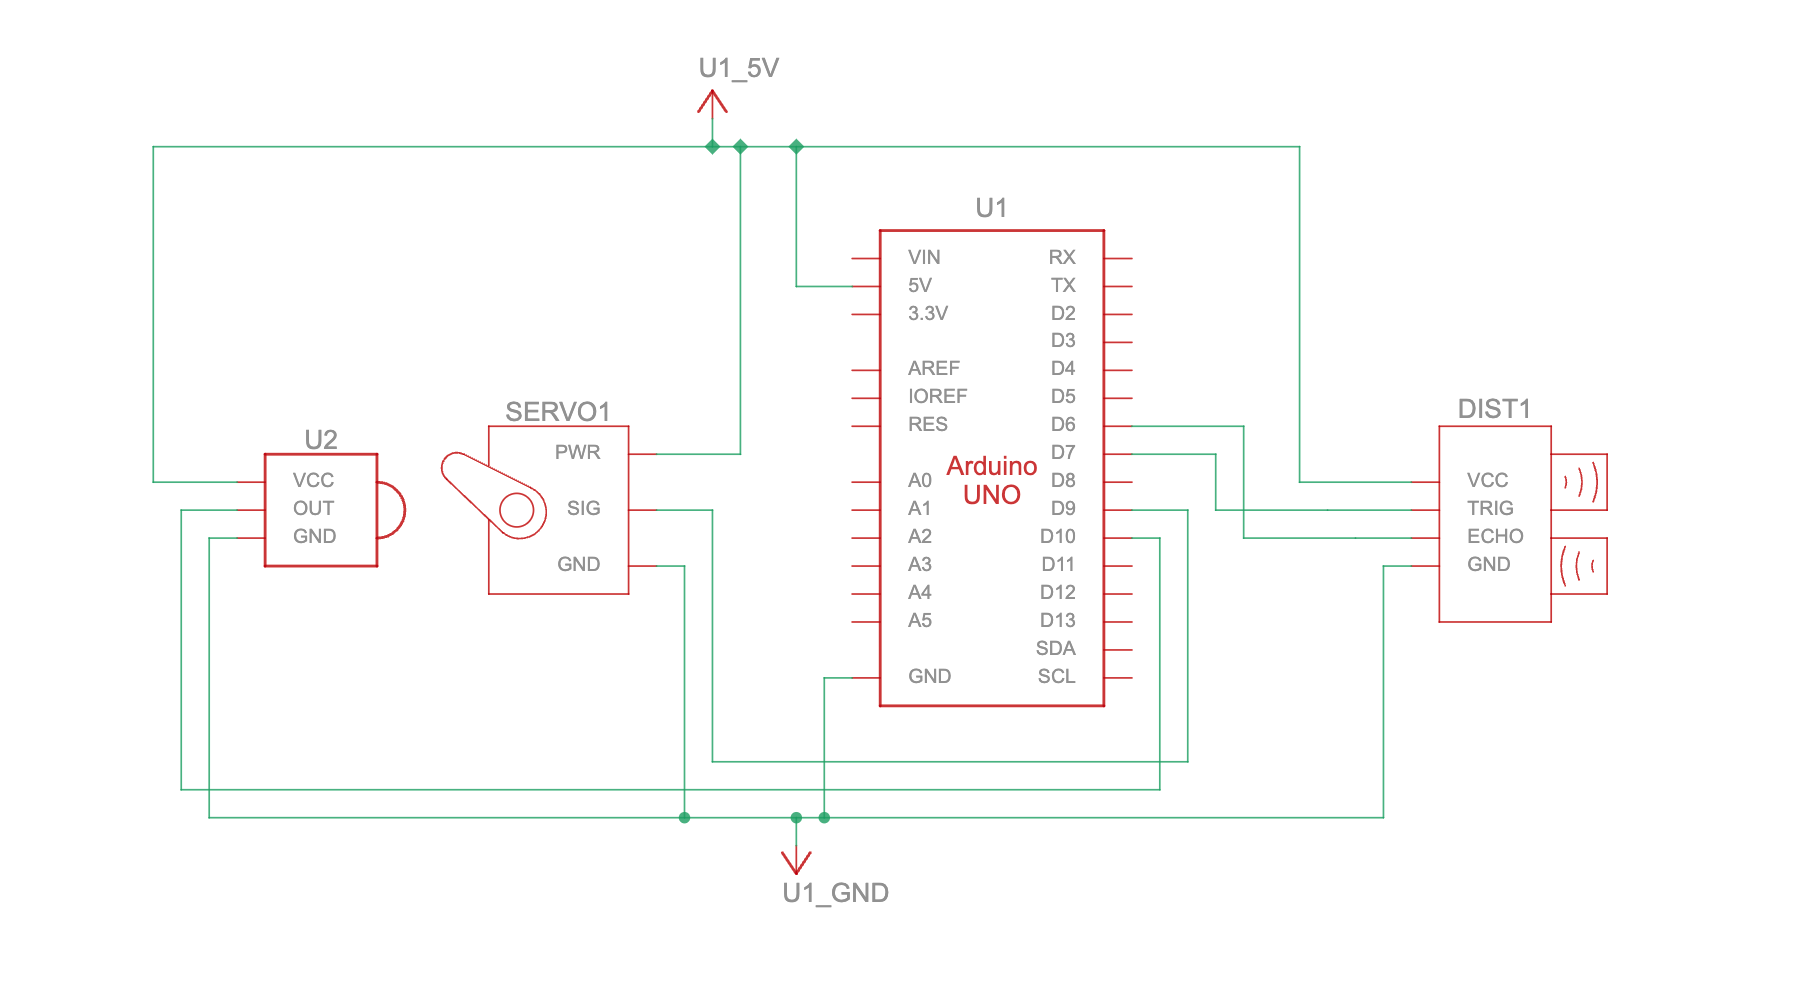 U1_5V
U1
VIN RX
5V TX
3.3V D2
D3
AREF D4
IOREF D5
RES D6
D7
Arduino
UNO
A0 D8
A1 D9
A2 D10
A3 D11
A4 D12
A5 D13
SDA
GND SCL
U2
VCC
OUT
GND
SERVO1
PWR
SIG
GND
DIST1
VCC
TRIG
ECHO
GND
U1_GND